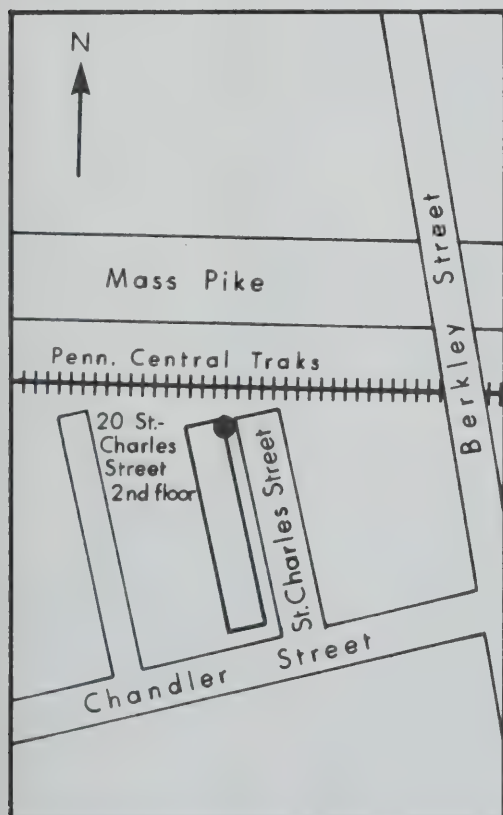 N
Mass Pike
Berkley Street
Penn. Central Traks
20 St.-
Charles
Street
2nd floor
St. Charles Street
Chandler Street